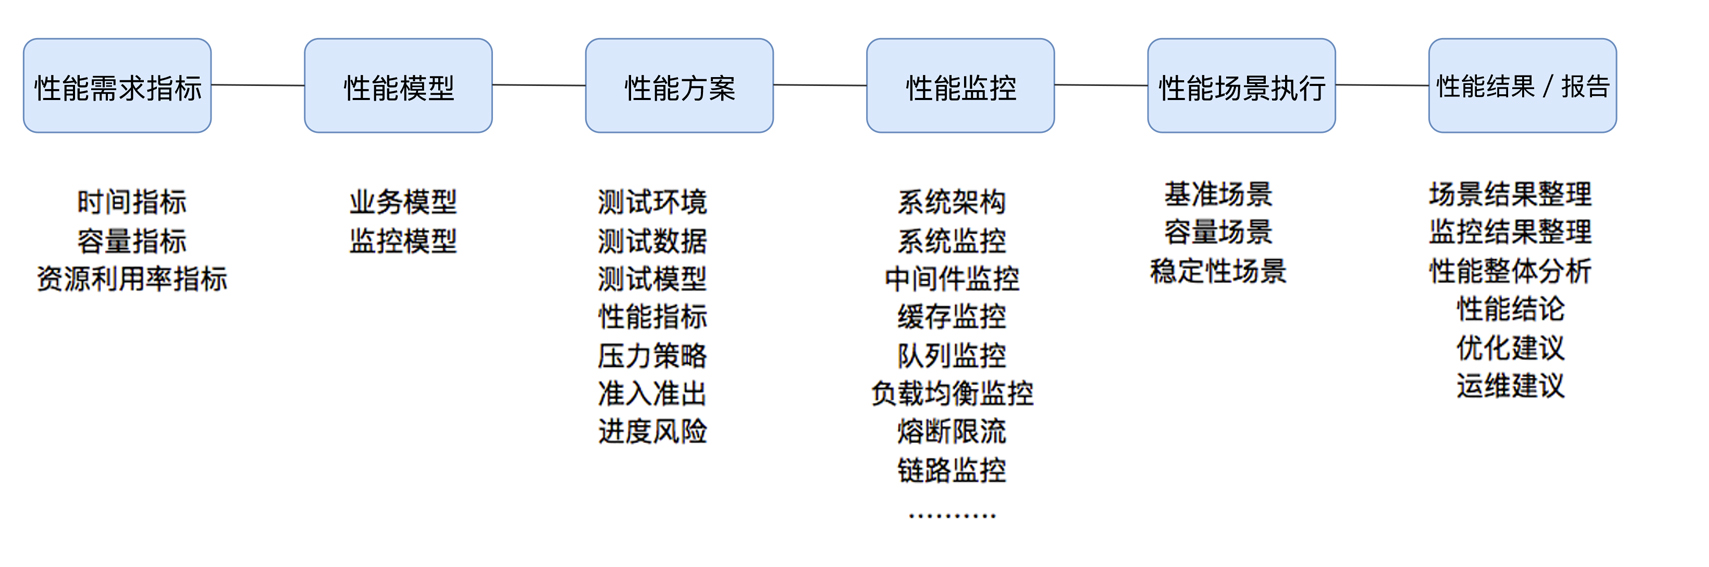 性能需求指标
性能模型
性能方案
性能监控
性能场景执行
性能结果 / 报告
时间指标
容量指标
资源利用率指标
业务模型
监控模型
测试环境
测试数据
测试模型
性能指标
压力策略
准入准出
进度风险
系统架构
系统监控
中间件监控
缓存监控
队列监控
负载均衡监控
熔断限流
链路监控
..........
基准场景
容量场景
稳定性场景
场景结果整理
监控结果整理
性能整体分析
性能结论
优化建议
运维建议